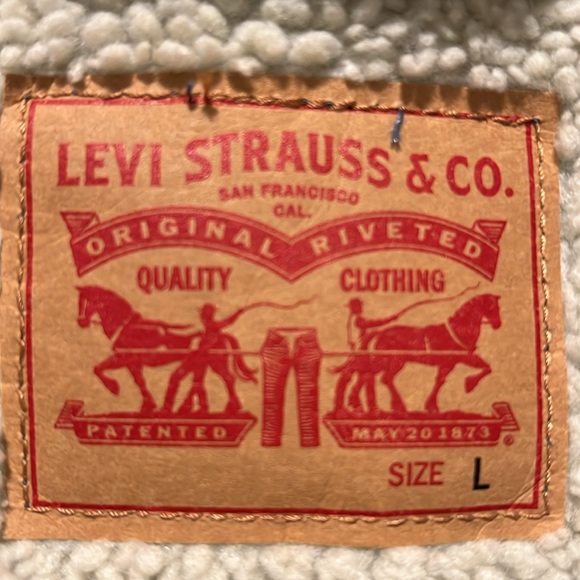 LEVI STRAUSS & CO.
SAN FRANCISCO
CAL.
ORIGINAL RIVETED
QUALITY CLOTHING
PATENTED MAY 20 1873 ®
SIZE L